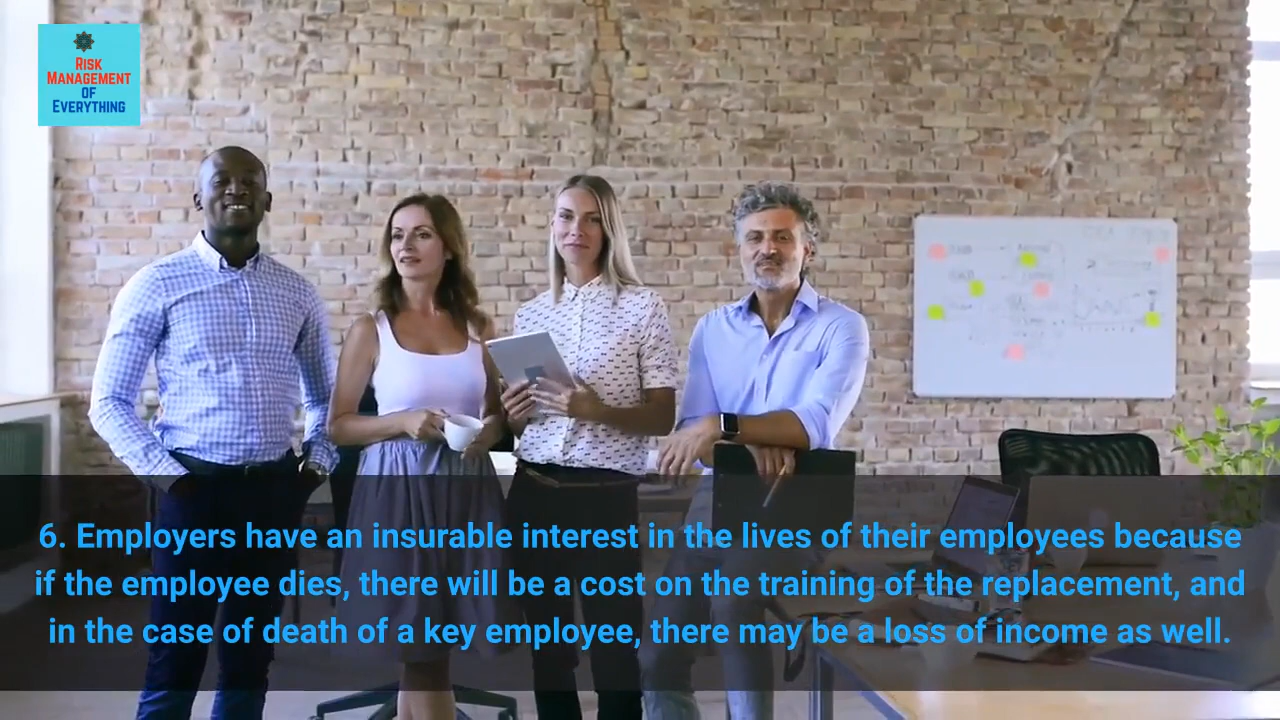 RISK
MANAGEMENT
OF
EVERYTHING
6. Employers have an insurable interest in the lives of their employees because
if the employee dies, there will be a cost on the training of the replacement, and
in the case of death of a key employee, there may be a loss of income as well.